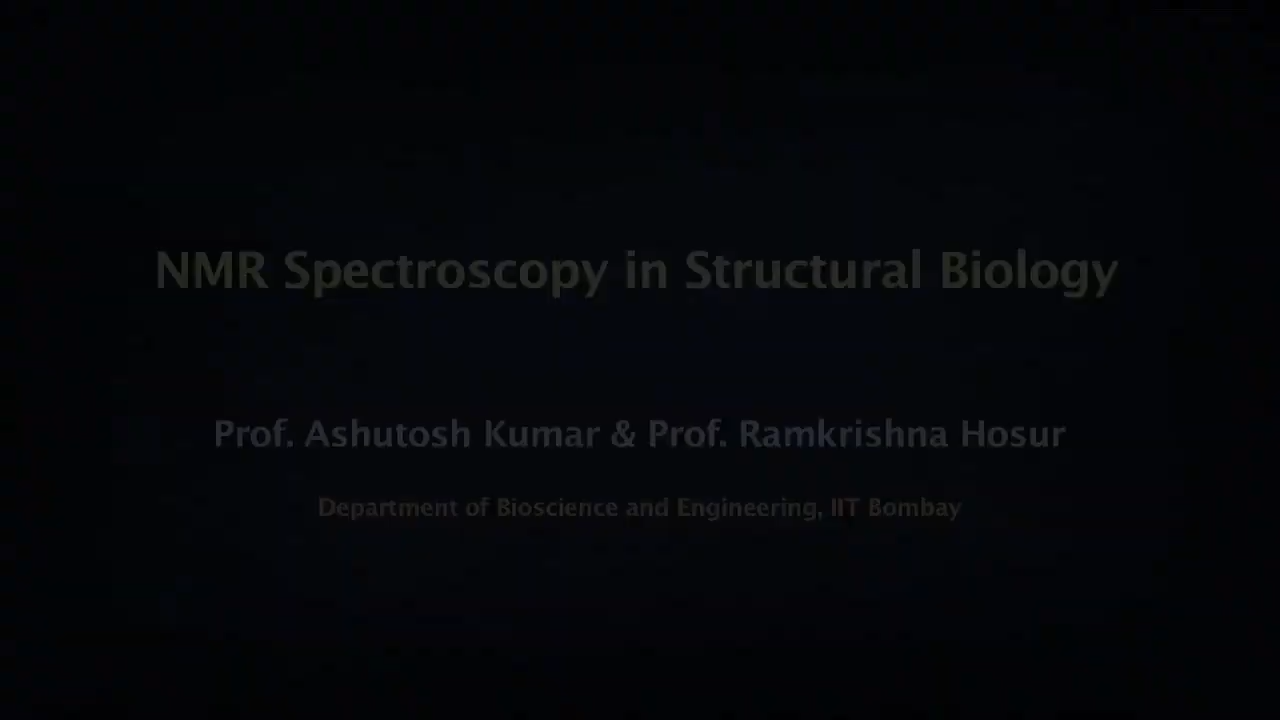 NMR Spectroscopy in Structural Biology
Prof. Ashutosh Kumar & Prof. Ramkrishna Hosur
Department of Bioscience and Engineering, IIT Bombay